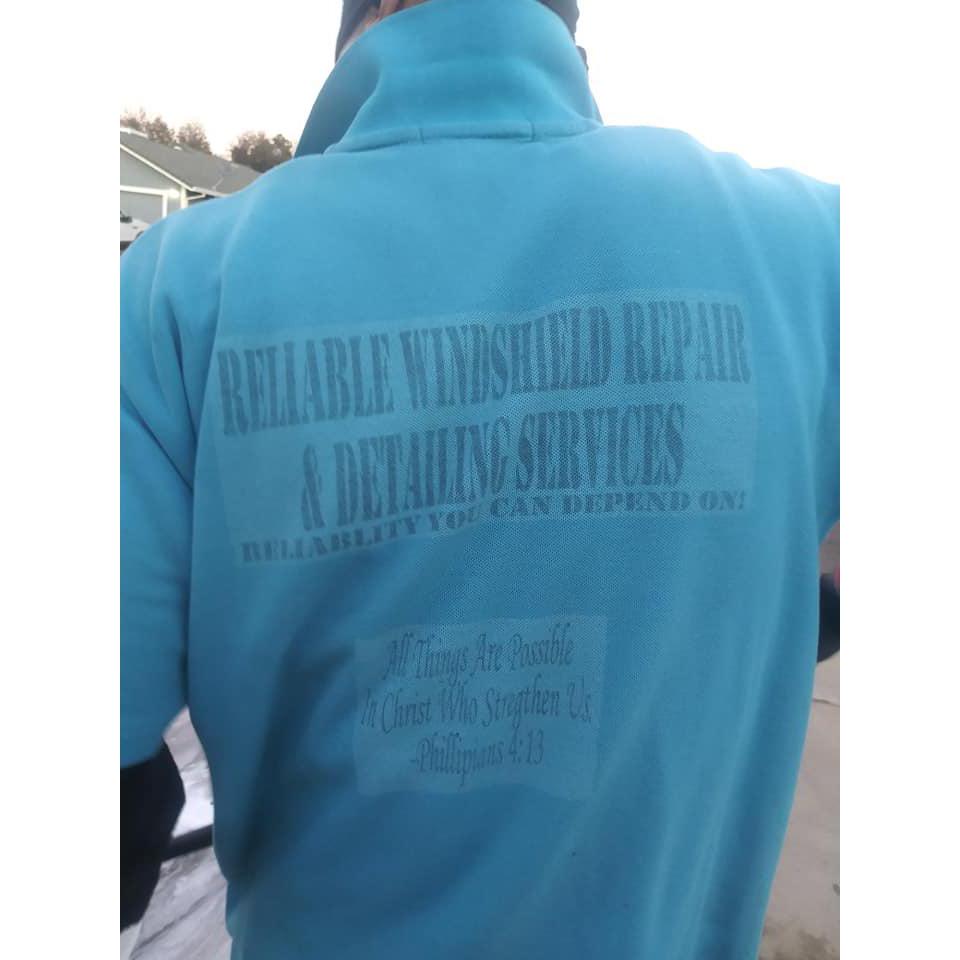 RELIABLE WINDSHIELD REPAIR
& DETAILING SERVICES
RELIABLITY YOU CAN DEPEND ON!
All Things Are Possible
In Christ Who Stregthen Us.
-Phillipians 4:13